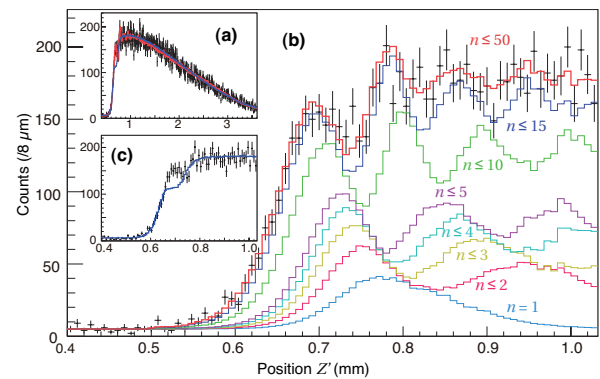 200
150
100
50
0
Counts (/8 μm)
200
100
0
1
2
3
(a)
(b)
200
100
0
0.4
0.6
0.8
1.0
(c)
n ≤ 50
n ≤ 15
n ≤ 10
n ≤ 5
n ≤ 4
n ≤ 3
n ≤ 2
n = 1
0.4 0.5 0.6 0.7 0.8 0.9 1.0
Position Z' (mm)